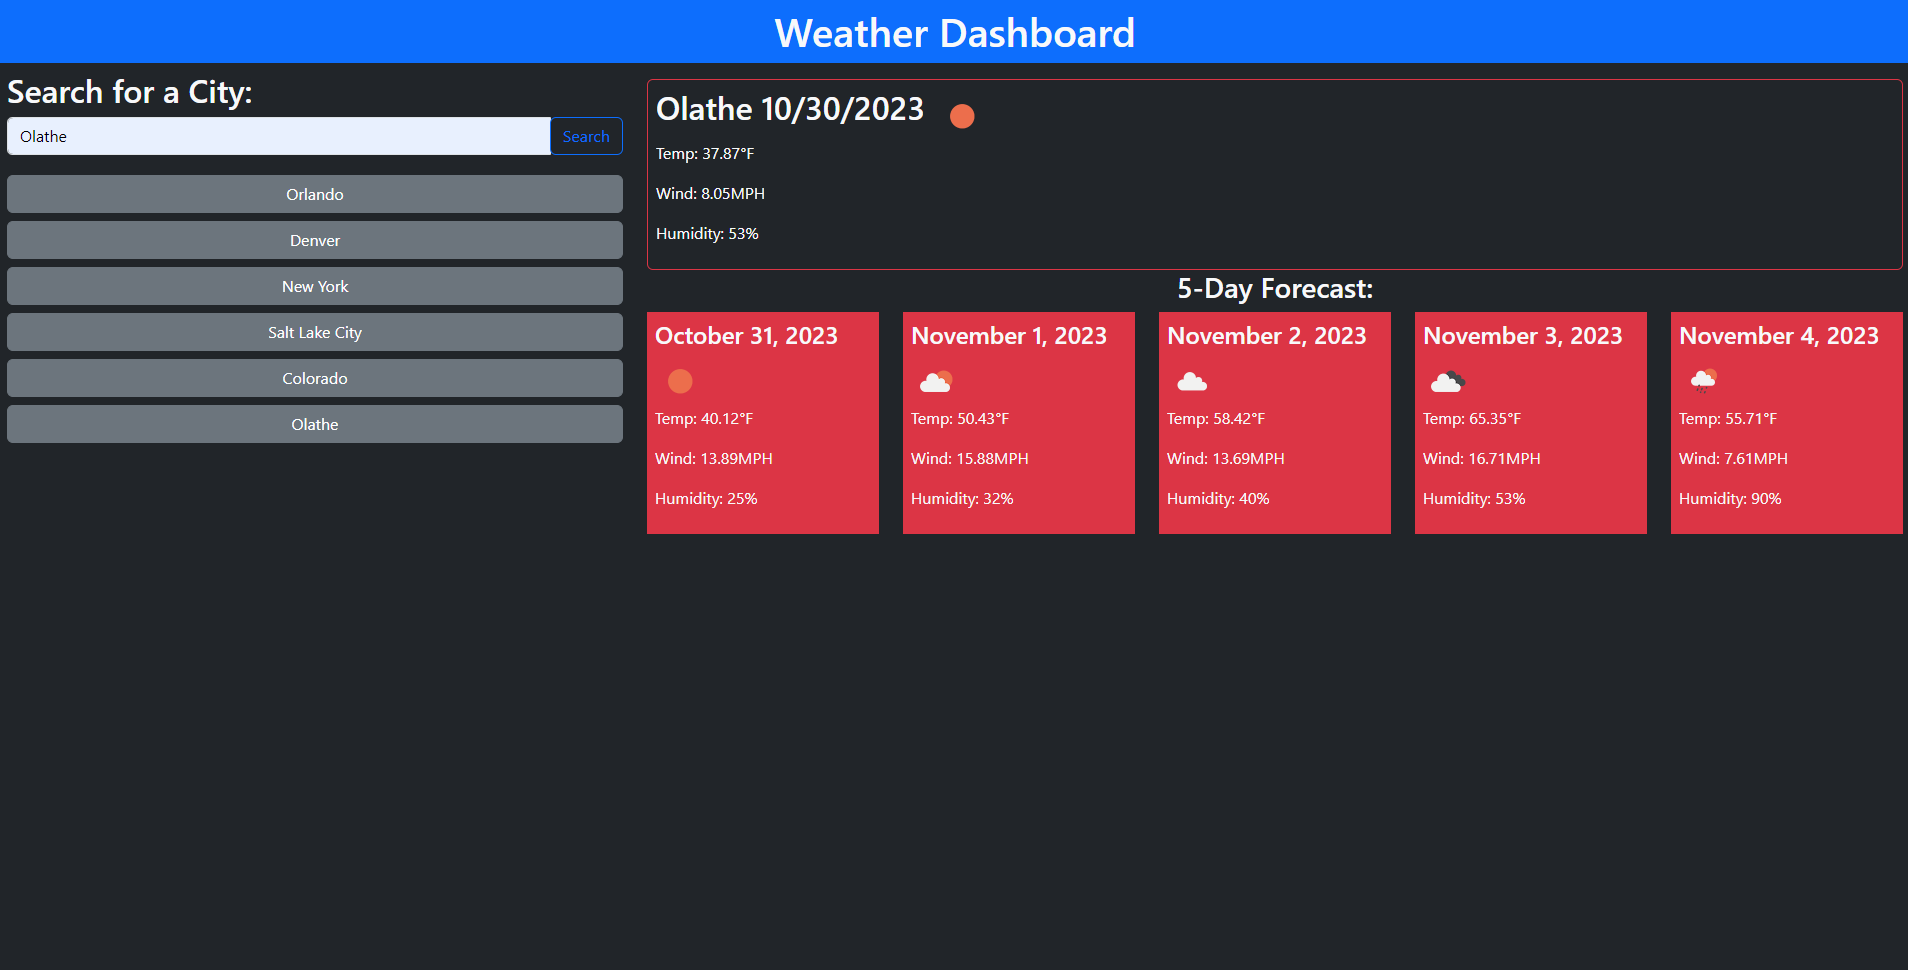 Weather Dashboard
Search for a City:
Olathe
Search
Orlando
Denver
New York
Salt Lake City
Colorado
Olathe
Olathe 10/30/2023
Temp: 37.87°F
Wind: 8.05MPH
Humidity: 53%
5-Day Forecast:
October 31, 2023
Temp: 40.12°F
Wind: 13.89MPH
Humidity: 25%
November 1, 2023
Temp: 50.43°F
Wind: 15.88MPH
Humidity: 32%
November 2, 2023
Temp: 58.42°F
Wind: 13.69MPH
Humidity: 40%
November 3, 2023
Temp: 65.35°F
Wind: 16.71MPH
Humidity: 53%
November 4, 2023
Temp: 55.71°F
Wind: 7.61MPH
Humidity: 90%